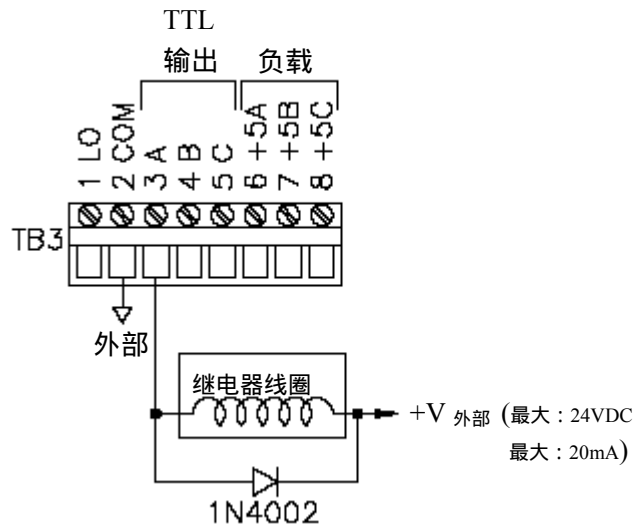 TTL
输出 负载
1 LO
2 COM
3 A
4 B
5 C
6 +5A
7 +5B
8 +5C
TB3
外部
继电器线圈
+V 外部 (最大：24VDC
最大：20mA)
1N4002